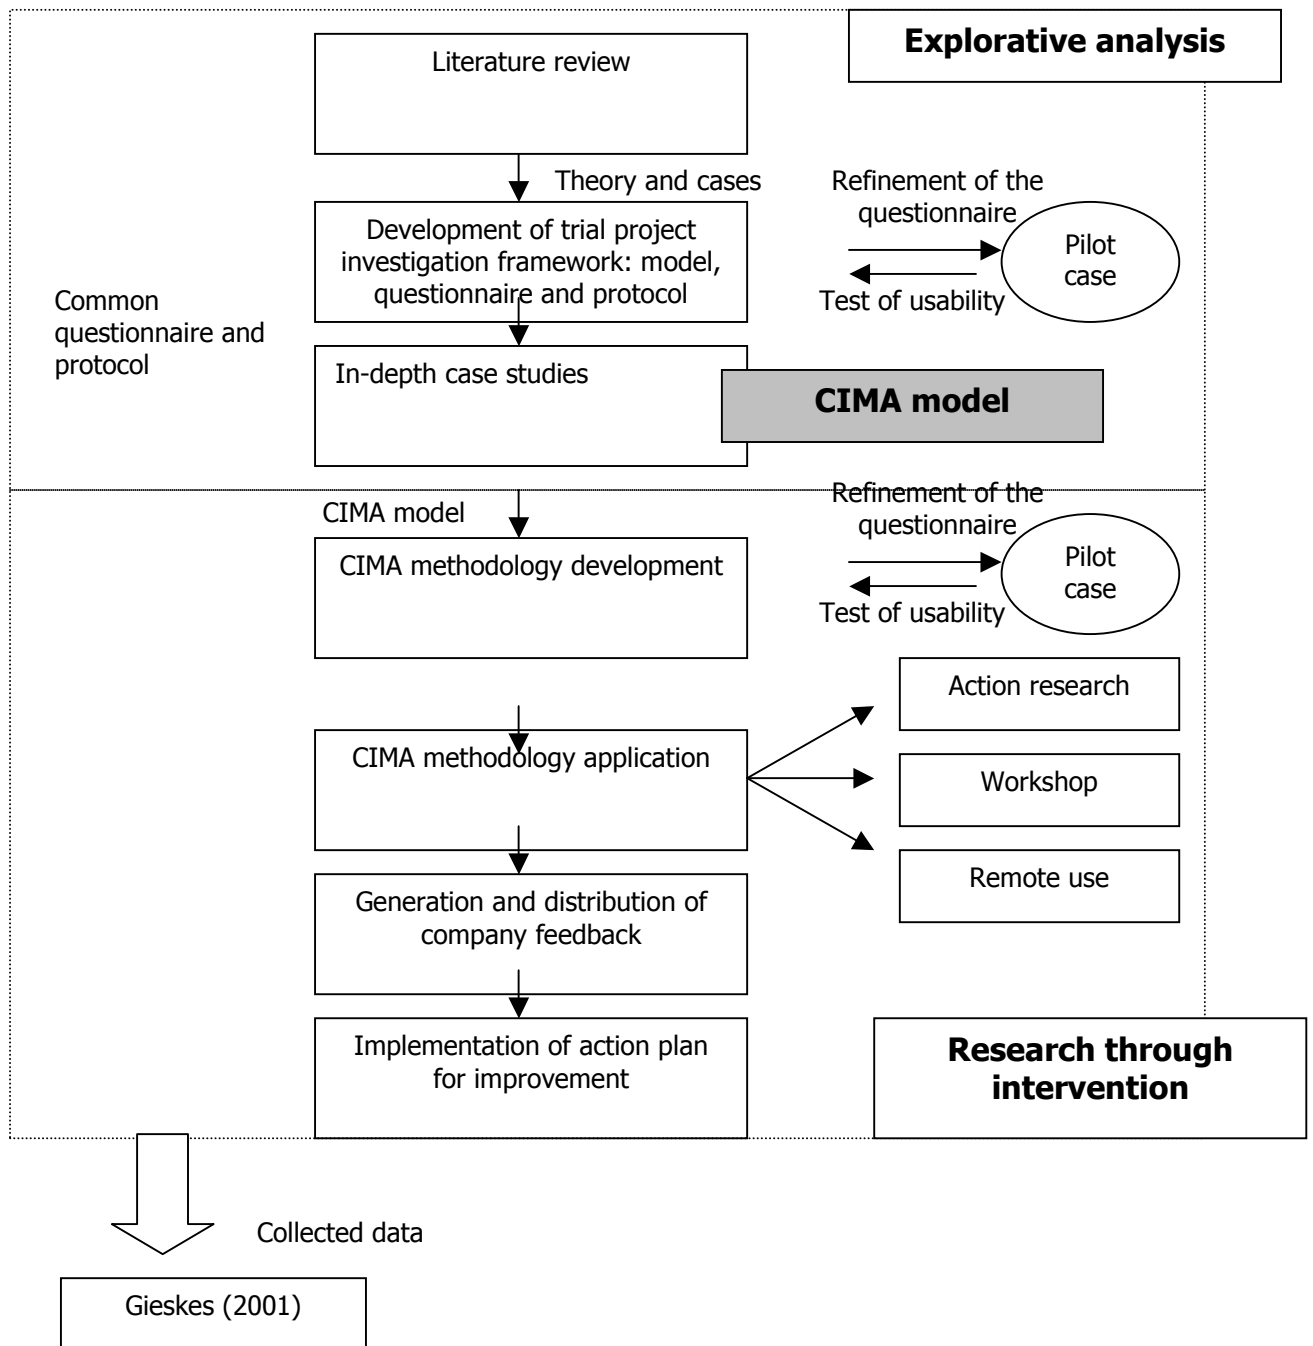 Explorative analysis
Literature review
Theory and cases
Refinement of the
questionnaire
Development of trial project
investigation framework: model,
questionnaire and protocol
Pilot
case
Test of usability
Common
questionnaire and
protocol
In-depth case studies
CIMA model
Refinement of the
questionnaire
CIMA model
CIMA methodology development
Pilot
case
Test of usability
Action research
CIMA methodology application
Workshop
Remote use
Generation and distribution of
company feedback
Implementation of action plan
for improvement
Research through
intervention
Collected data
Gieskes (2001)